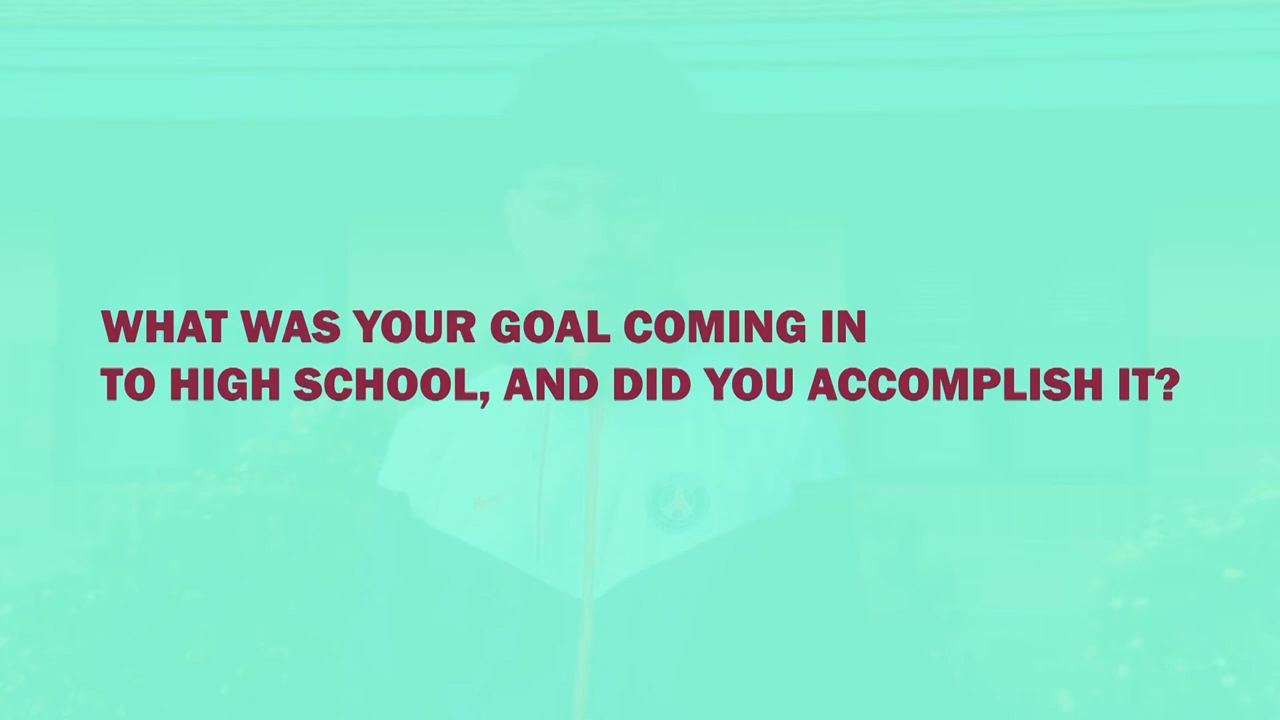 WHAT WAS YOUR GOAL COMING IN
TO HIGH SCHOOL, AND DID YOU ACCOMPLISH IT?